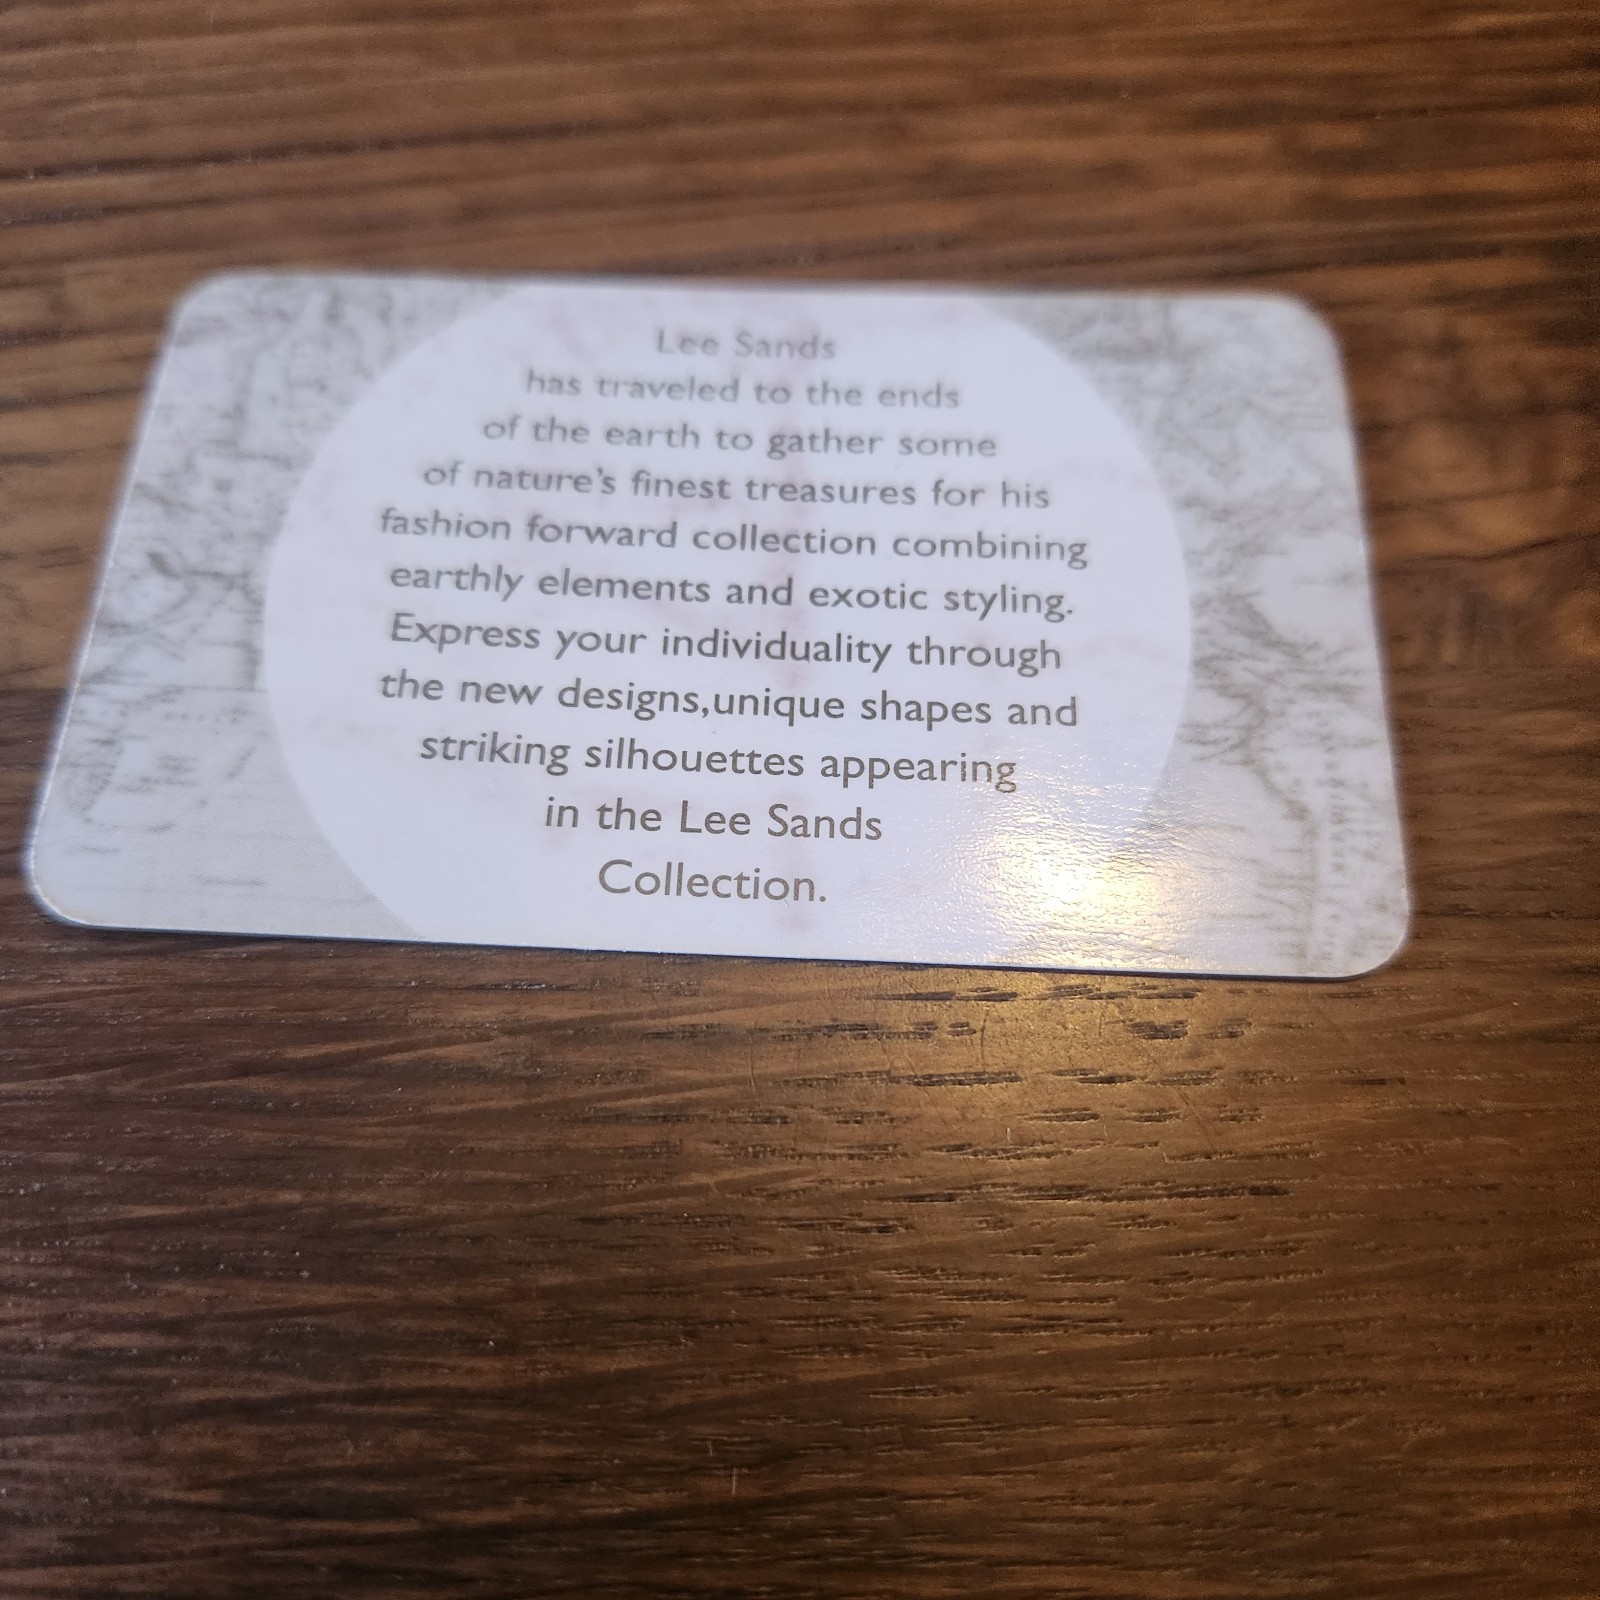 Lee Sands
has traveled to the ends
of the earth to gather some
of nature's finest treasures for his
fashion forward collection combining
earthly elements and exotic styling.
Express your individuality through
the new designs,unique shapes and
striking silhouettes appearing
in the Lee Sands
Collection.